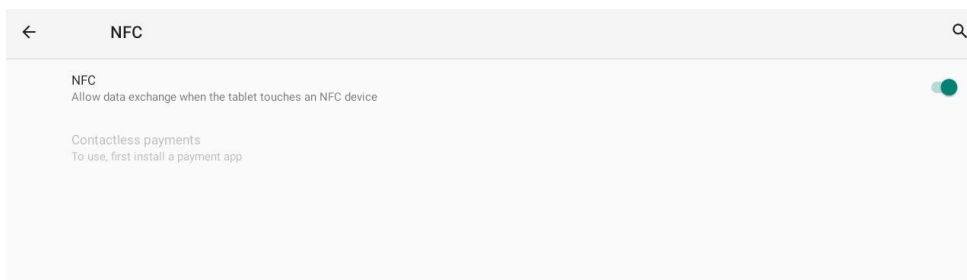 NFC
NFC
Allow data exchange when the tablet touches an NFC device
Contactless payments
To use, first install a payment app